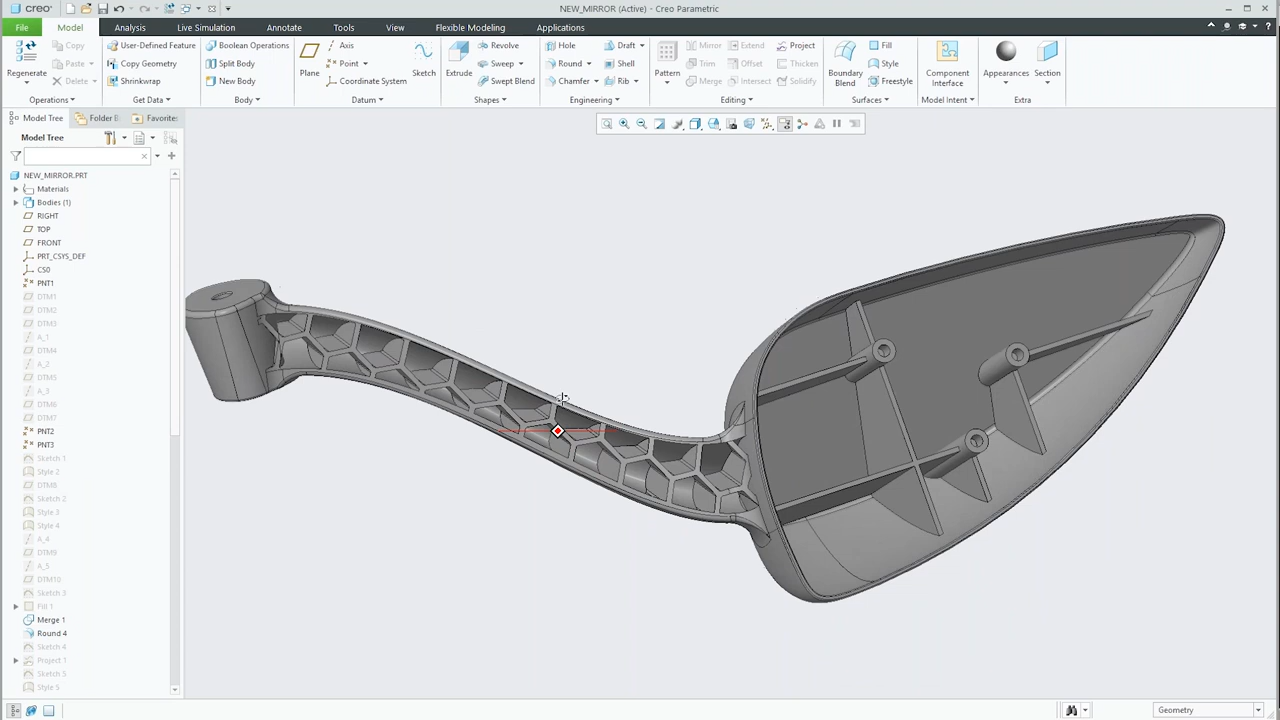 creo
NEW_MIRROR (Active) - Creo Parametric
File Model Analysis Annotate Live Simulation Tools View Flexible Modeling Applications
Regenerate
Copy
Paste
Delete
Operations
User-Defined Feature
Copy Geometry
Shrinkwrap
Get Data
Boolean Operations
Split Body
New Body
Body
Plane
Axis
Point
Coordinate System
Sketch
Datum
Extrude
Revolve
Sweep
Swept Blend
Shapes
Hole
Round
Chamfer
Draft
Shell
Rib
Engineering
Pattern
Mirror
Trim
Merge
Extend
Offset
Intersect
Project
Thicken
Solidify
Editing
Boundary
Blend
Fill
Style
Freestyle
Surfaces
Component
Interface
Model Intent
Appearances
Section
Extra
Model Tree Folder B Favorites
Model Tree
NEW_MIRROR.PRT
Materials
Bodies (1)
RIGHT
TOP
FRONT
PRT_CSYS_DEF
CS0
PNT1
DTM1
DTM2
DTM3
A_1
DTM4
A_2
DTM5
A_3
DTM6
DTM7
PNT2
PNT3
Sketch 1
Style 2
DTM8
Sketch 2
Style 3
Style 4
A_4
DTM9
A_5
DTM10
Sketch 3
Fill 1
Merge 1
Round 4
Sketch 4
Project 1
Sketch 5
Style 5
Geometry